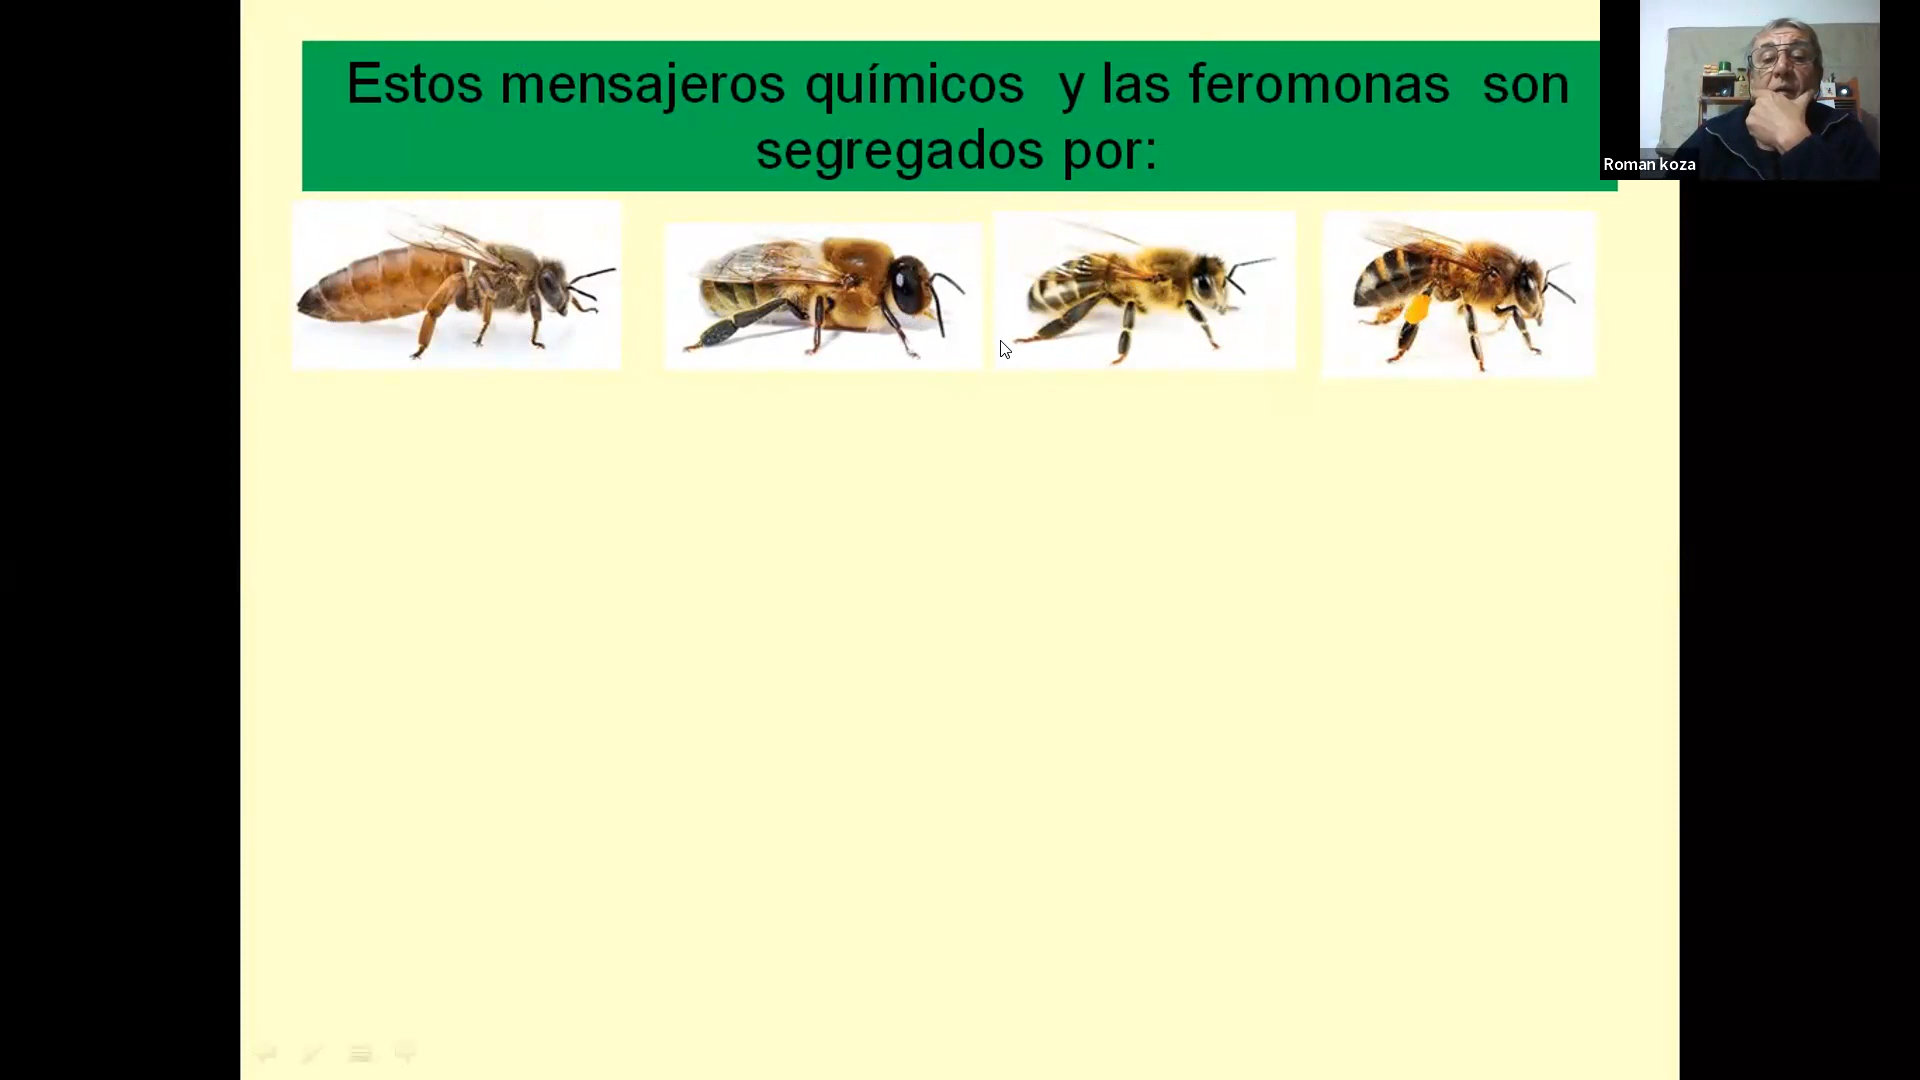 Estos mensajeros químicos y las feromonas son
segregados por:
Roman koza